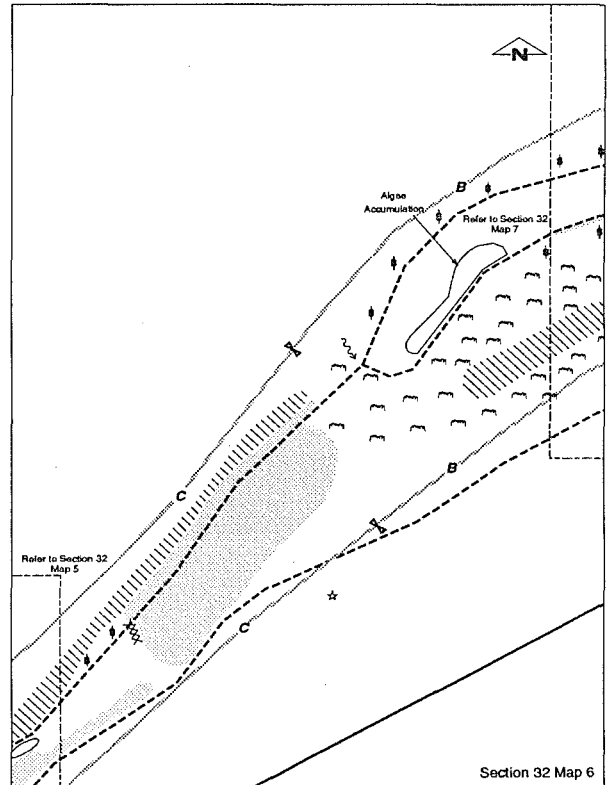 N
B
Algae
Accumulation
Refer to Section 32
Map 7
C
B
Refer to Section 32
Map 5
C
Section 32 Map 6